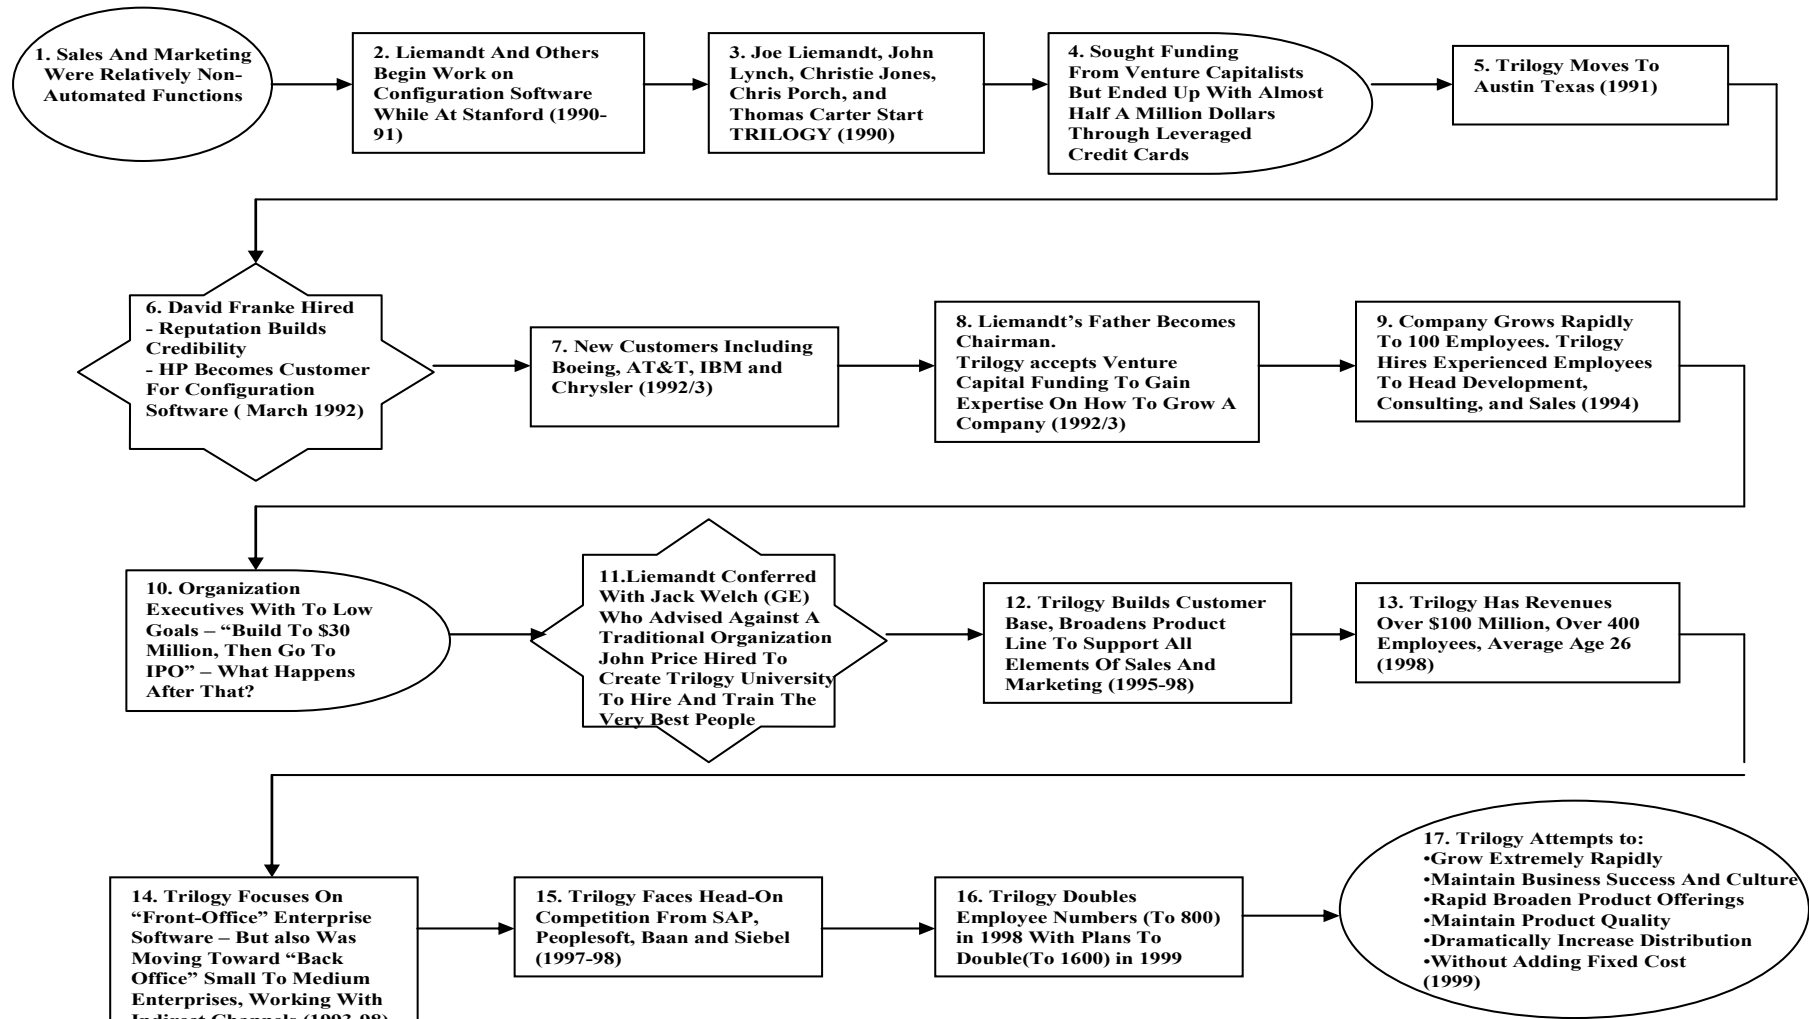 1. Sales And Marketing
Were Relatively Non-
Automated Functions
2. Liemandt And Others
Begin Work on
Configuration Software
While At Stanford (1990-
91)
3. Joe Liemandt, John
Lynch, Christie Jones,
Chris Porch, and
Thomas Carter Start
TRILOGY (1990)
4. Sought Funding
From Venture Capitalists
But Ended Up With Almost
Half A Million Dollars
Through Leveraged
Credit Cards
5. Trilogy Moves To
Austin Texas (1991)
6. David Franke Hired
- Reputation Builds
Credibility
- HP Becomes Customer
For Configuration
Software ( March 1992)
7. New Customers Including
Boeing, AT&T, IBM and
Chrysler (1992/3)
8. Liemandt’s Father Becomes
Chairman.
Trilogy accepts Venture
Capital Funding To Gain
Expertise On How To Grow A
Company (1992/3)
9. Company Grows Rapidly
To 100 Employees. Trilogy
Hires Experienced Employees
To Head Development,
Consulting, and Sales (1994)
10. Organization
Executives With To Low
Goals – “Build To $30
Million, Then Go To
IPO” – What Happens
After That?
11.Liemandt Conferred
With Jack Welch (GE)
Who Advised Against A
Traditional Organization
John Price Hired To
Create Trilogy University
To Hire And Train The
Very Best People
12. Trilogy Builds Customer
Base, Broadens Product
Line To Support All
Elements Of Sales And
Marketing (1995-98)
13. Trilogy Has Revenues
Over $100 Million, Over 400
Employees, Average Age 26
(1998)
14. Trilogy Focuses On
“Front-Office” Enterprise
Software – But also Was
Moving Toward “Back
Office” Small To Medium
Enterprises, Working With
Indirect Channels (1993-98)
15. Trilogy Faces Head-On
Competition From SAP,
Peoplesoft, Baan and Siebel
(1997-98)
16. Trilogy Doubles
Employee Numbers (To 800)
in 1998 With Plans To
Double(To 1600) in 1999
17. Trilogy Attempts to:
•Grow Extremely Rapidly
•Maintain Business Success And Culture
•Rapid Broaden Product Offerings
•Maintain Product Quality
•Dramatically Increase Distribution
•Without Adding Fixed Cost
(1999)